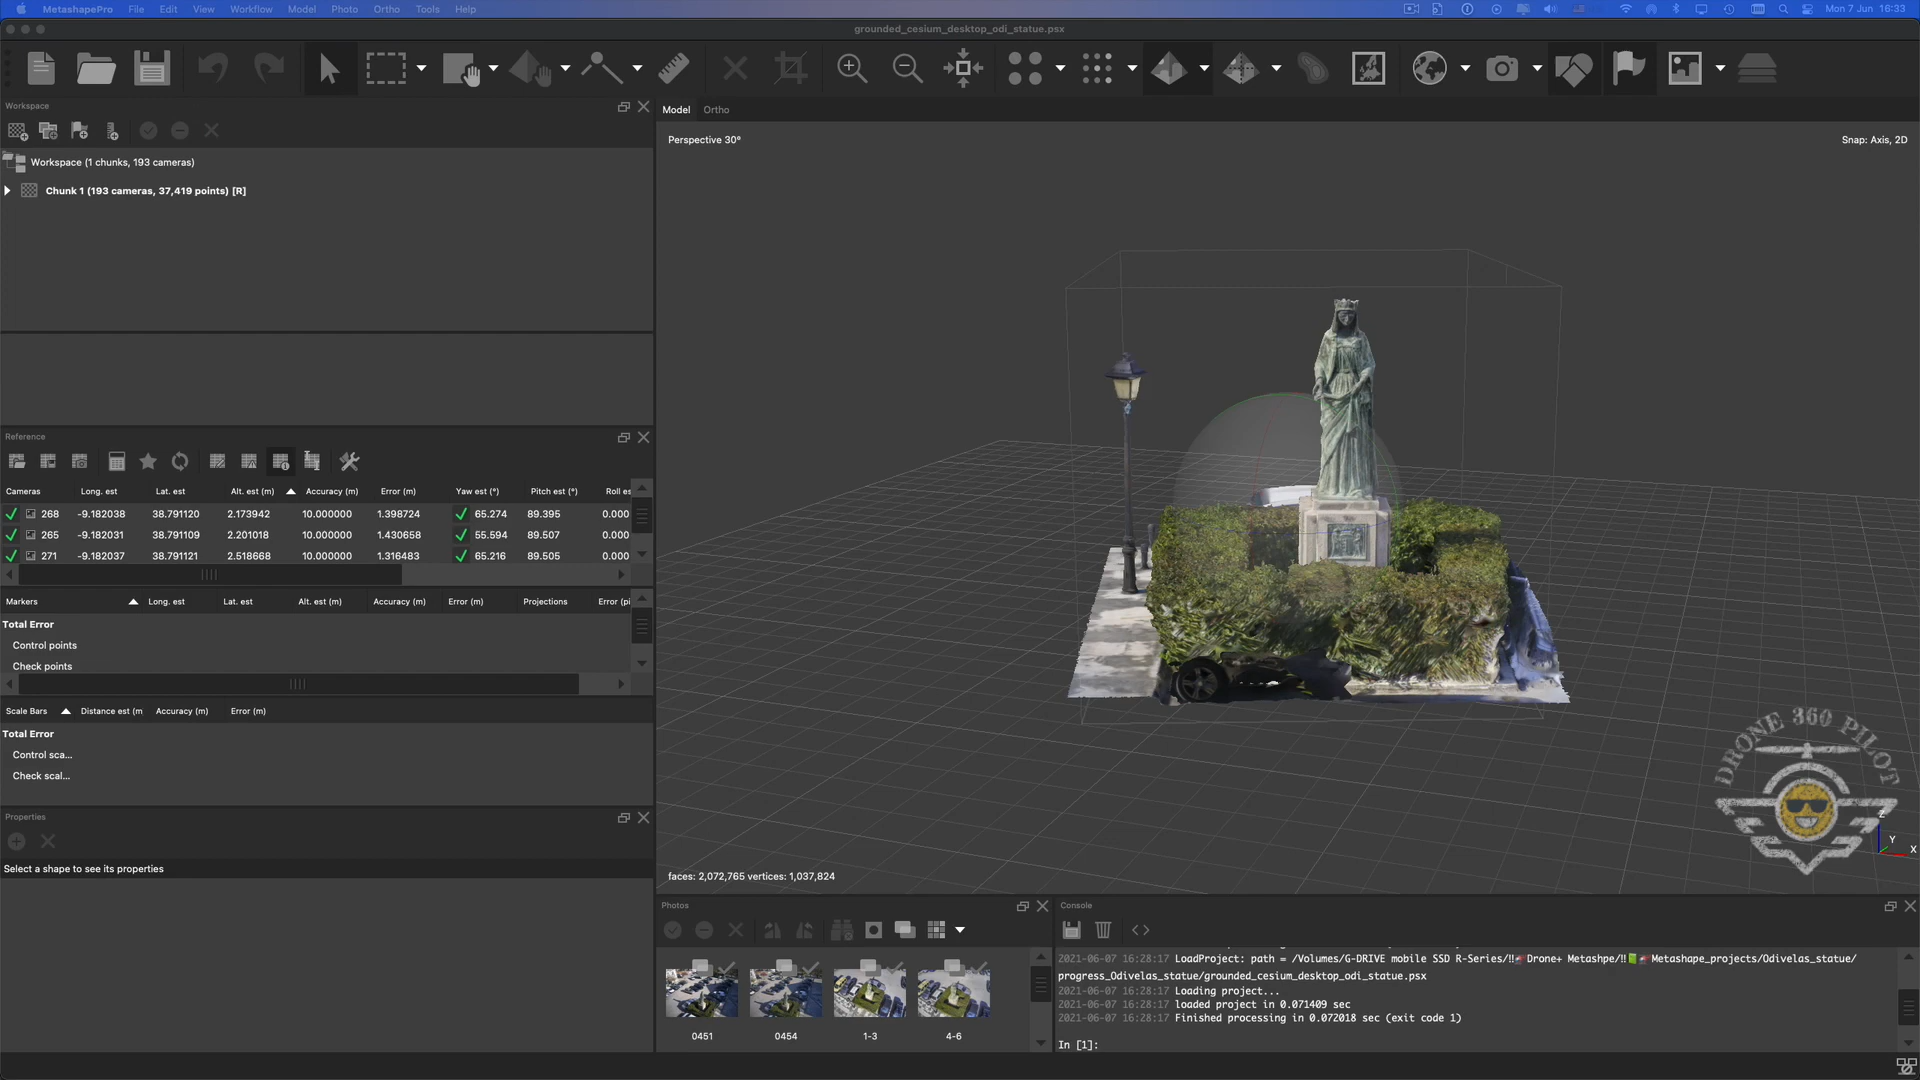 MetashapePro File Edit View Workflow Model Photo Ortho Tools Help
Mon 7 Jun 16:33
grounded_cesium_desktop_odi_statue.psx
Workspace
Workspace (1 chunks, 193 cameras)
Chunk 1 (193 cameras, 37,419 points) [R]
Reference
Cameras Long. est Lat. est Alt. est (m) Accuracy (m) Error (m) Yaw est (°) Pitch est (°) Roll es
268 -9.182038 38.791120 2.173942 10.000000 1.398724 65.274 89.395 0.000
265 -9.182031 38.791109 2.201018 10.000000 1.430658 55.594 89.507 0.000
271 -9.182037 38.791121 2.518668 10.000000 1.316483 65.216 89.505 0.000
Markers Long. est Lat. est Alt. est (m) Accuracy (m) Error (m) Projections Error (pi
Total Error
Control points
Check points
Scale Bars Distance est (m Accuracy (m) Error (m)
Total Error
Control sca...
Check scal...
Properties
Select a shape to see its properties
Model Ortho
Perspective 30°
Snap: Axis, 2D
DRONE 360 PILOT
Z
Y
X
faces: 2,072,765 vertices: 1,037,824
Photos
0451
0454
1-3
4-6
Console
2021-06-07 16:28:17 LoadProject: path = /Volumes/G-DRIVE mobile SSD R-Series/‼️Drone+ Metashpe/‼️Metashape_projects/Odivelas_statue/
progress_Odivelas_statue/grounded_cesium_desktop_odi_statue.psx
2021-06-07 16:28:17 Loading project...
2021-06-07 16:28:17 loaded project in 0.071409 sec
2021-06-07 16:28:17 Finished processing in 0.072018 sec (exit code 1)
In [1]: